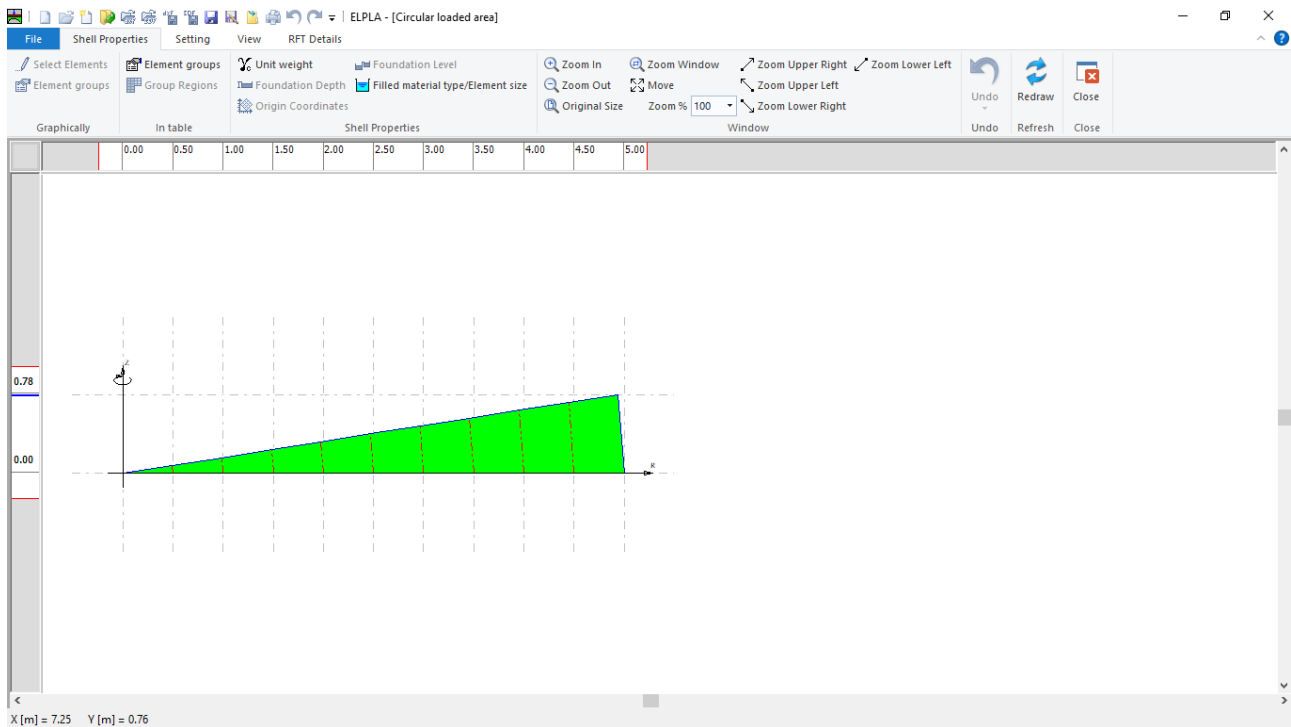 ELPLA - [Circular loaded area]
File Shell Properties Setting View RFT Details
Select Elements Element groups Unit weight Foundation Level Zoom In Zoom Window Zoom Upper Right Zoom Lower Left
Element groups Group Regions Foundation Depth Filled material type/Element size Zoom Out Move Zoom Upper Left
Undo Redraw Close
Origin Coordinates Original Size Zoom % 100 Zoom Lower Right
Graphically In table Shell Properties Window Undo Refresh Close
0.00 0.50 1.00 1.50 2.00 2.50 3.00 3.50 4.00 4.50 5.00
Z
0.78
0.00
R
X [m] = 7.25 Y [m] = 0.76